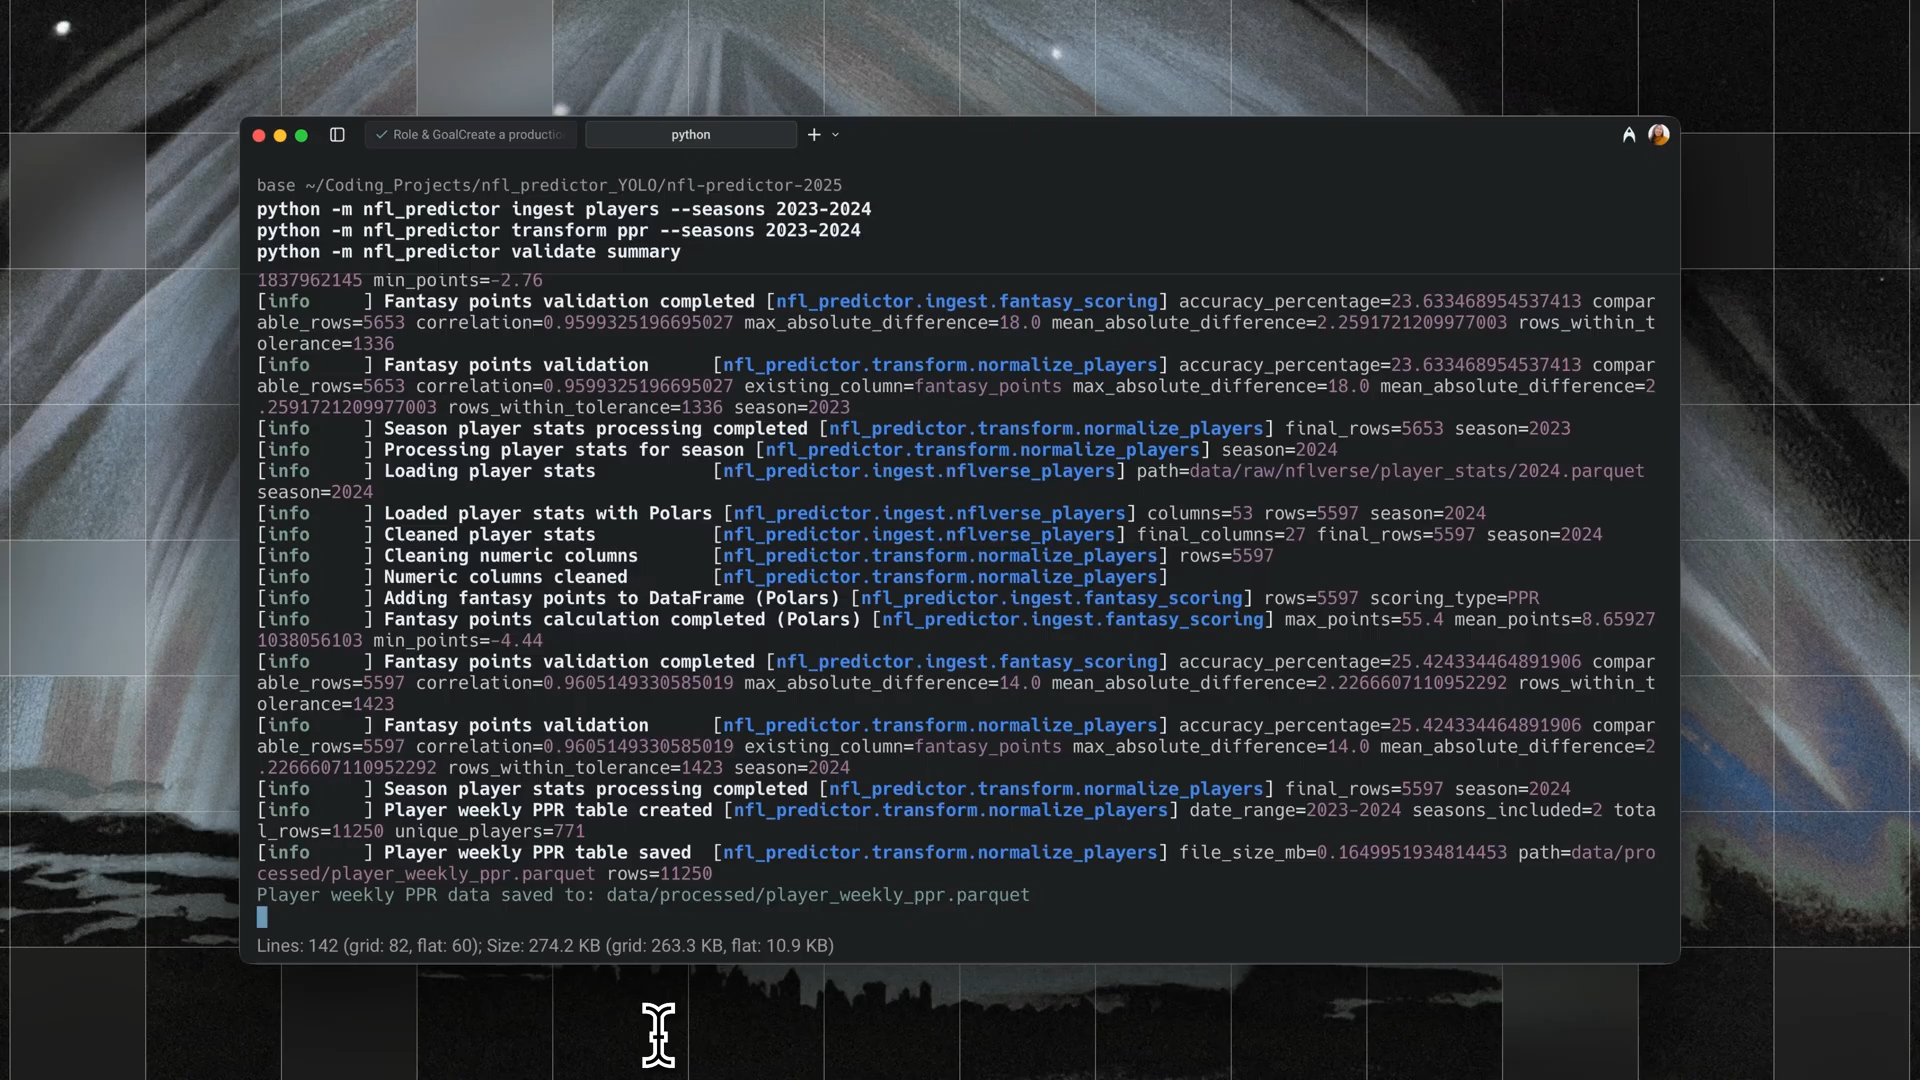 Role & GoalCreate a productio
python
base ~/Coding_Projects/nfl_predictor_YOLO/nfl-predictor-2025
python -m nfl_predictor ingest players --seasons 2023-2024
python -m nfl_predictor transform ppr --seasons 2023-2024
python -m nfl_predictor validate summary
1837962145 min_points=-2.76
[info     ] Fantasy points validation completed [nfl_predictor.ingest.fantasy_scoring] accuracy_percentage=23.633468954537413 compar
able_rows=5653 correlation=0.9599325196695027 max_absolute_difference=18.0 mean_absolute_difference=2.2591721209977003 rows_within_t
olerance=1336
[info     ] Fantasy points validation      [nfl_predictor.transform.normalize_players] accuracy_percentage=23.633468954537413 compar
able_rows=5653 correlation=0.9599325196695027 existing_column=fantasy_points max_absolute_difference=18.0 mean_absolute_difference=2
.2591721209977003 rows_within_tolerance=1336 season=2023
[info     ] Season player stats processing completed [nfl_predictor.transform.normalize_players] final_rows=5653 season=2023
[info     ] Processing player stats for season [nfl_predictor.transform.normalize_players] season=2024
[info     ] Loading player stats           [nfl_predictor.ingest.nflverse_players] path=data/raw/nflverse/player_stats/2024.parquet
season=2024
[info     ] Loaded player stats with Polars [nfl_predictor.ingest.nflverse_players] columns=53 rows=5597 season=2024
[info     ] Cleaned player stats           [nfl_predictor.ingest.nflverse_players] final_columns=27 final_rows=5597 season=2024
[info     ] Cleaning numeric columns       [nfl_predictor.transform.normalize_players] rows=5597
[info     ] Numeric columns cleaned        [nfl_predictor.transform.normalize_players]
[info     ] Adding fantasy points to DataFrame (Polars) [nfl_predictor.ingest.fantasy_scoring] rows=5597 scoring_type=PPR
[info     ] Fantasy points calculation completed (Polars) [nfl_predictor.ingest.fantasy_scoring] max_points=55.4 mean_points=8.65927
1038056103 min_points=-4.44
[info     ] Fantasy points validation completed [nfl_predictor.ingest.fantasy_scoring] accuracy_percentage=25.424334464891906 compar
able_rows=5597 correlation=0.9605149330585019 max_absolute_difference=14.0 mean_absolute_difference=2.2266607110952292 rows_within_t
olerance=1423
[info     ] Fantasy points validation      [nfl_predictor.transform.normalize_players] accuracy_percentage=25.424334464891906 compar
able_rows=5597 correlation=0.9605149330585019 existing_column=fantasy_points max_absolute_difference=14.0 mean_absolute_difference=2
.2266607110952292 rows_within_tolerance=1423 season=2024
[info     ] Season player stats processing completed [nfl_predictor.transform.normalize_players] final_rows=5597 season=2024
[info     ] Player weekly PPR table created [nfl_predictor.transform.normalize_players] date_range=2023-2024 seasons_included=2 tota
l_rows=11250 unique_players=771
[info     ] Player weekly PPR table saved  [nfl_predictor.transform.normalize_players] file_size_mb=0.1649951934814453 path=data/pro
cessed/player_weekly_ppr.parquet rows=11250
Player weekly PPR data saved to: data/processed/player_weekly_ppr.parquet
Lines: 142 (grid: 82, flat: 60); Size: 274.2 KB (grid: 263.3 KB, flat: 10.9 KB)